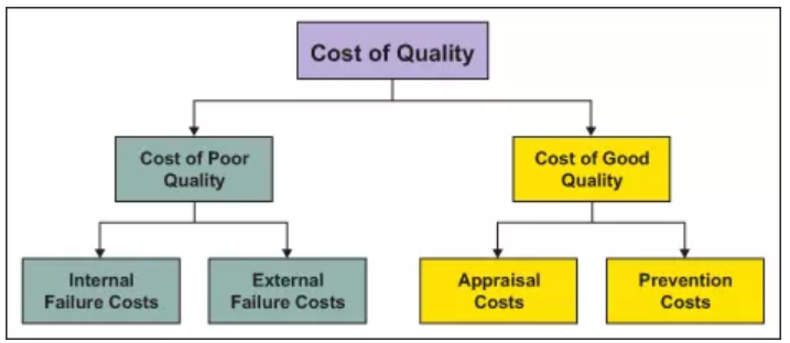 Cost of Quality
Cost of Poor
Quality
Cost of Good
Quality
Internal
Failure Costs
External
Failure Costs
Appraisal
Costs
Prevention
Costs